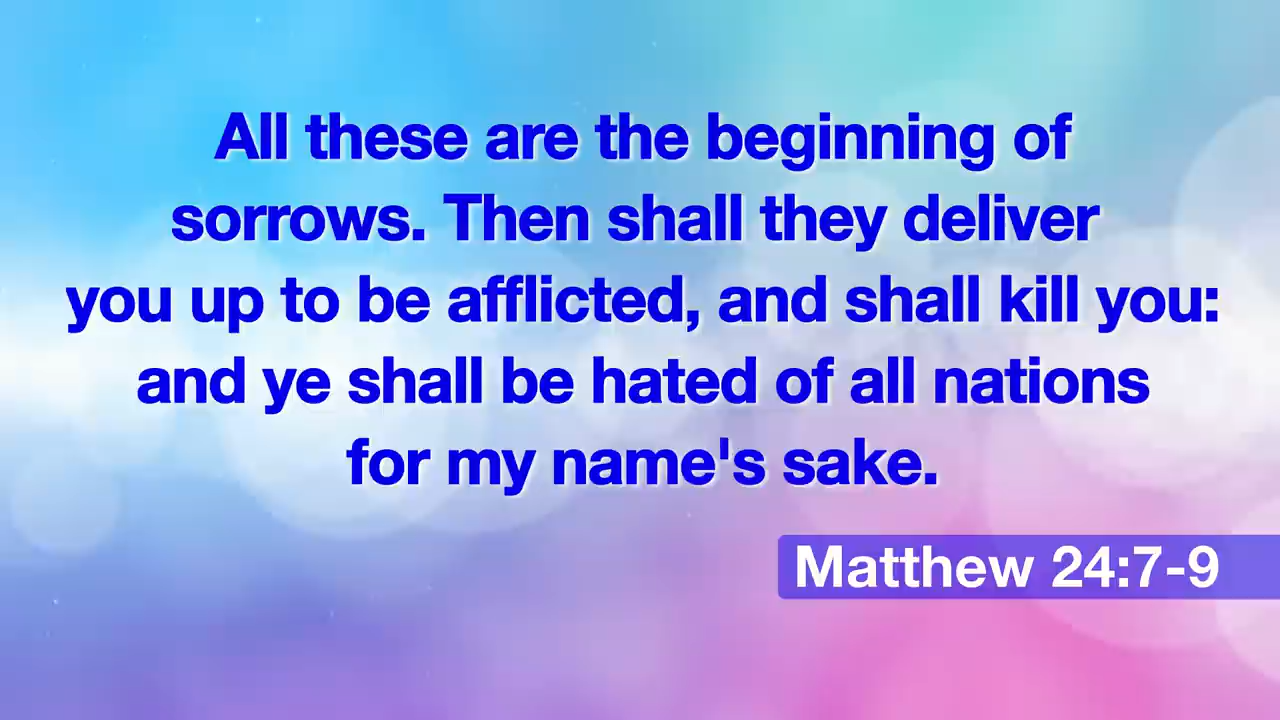 All these are the beginning of
sorrows. Then shall they deliver
you up to be afflicted, and shall kill you:
and ye shall be hated of all nations
for my name's sake.
Matthew 24:7-9